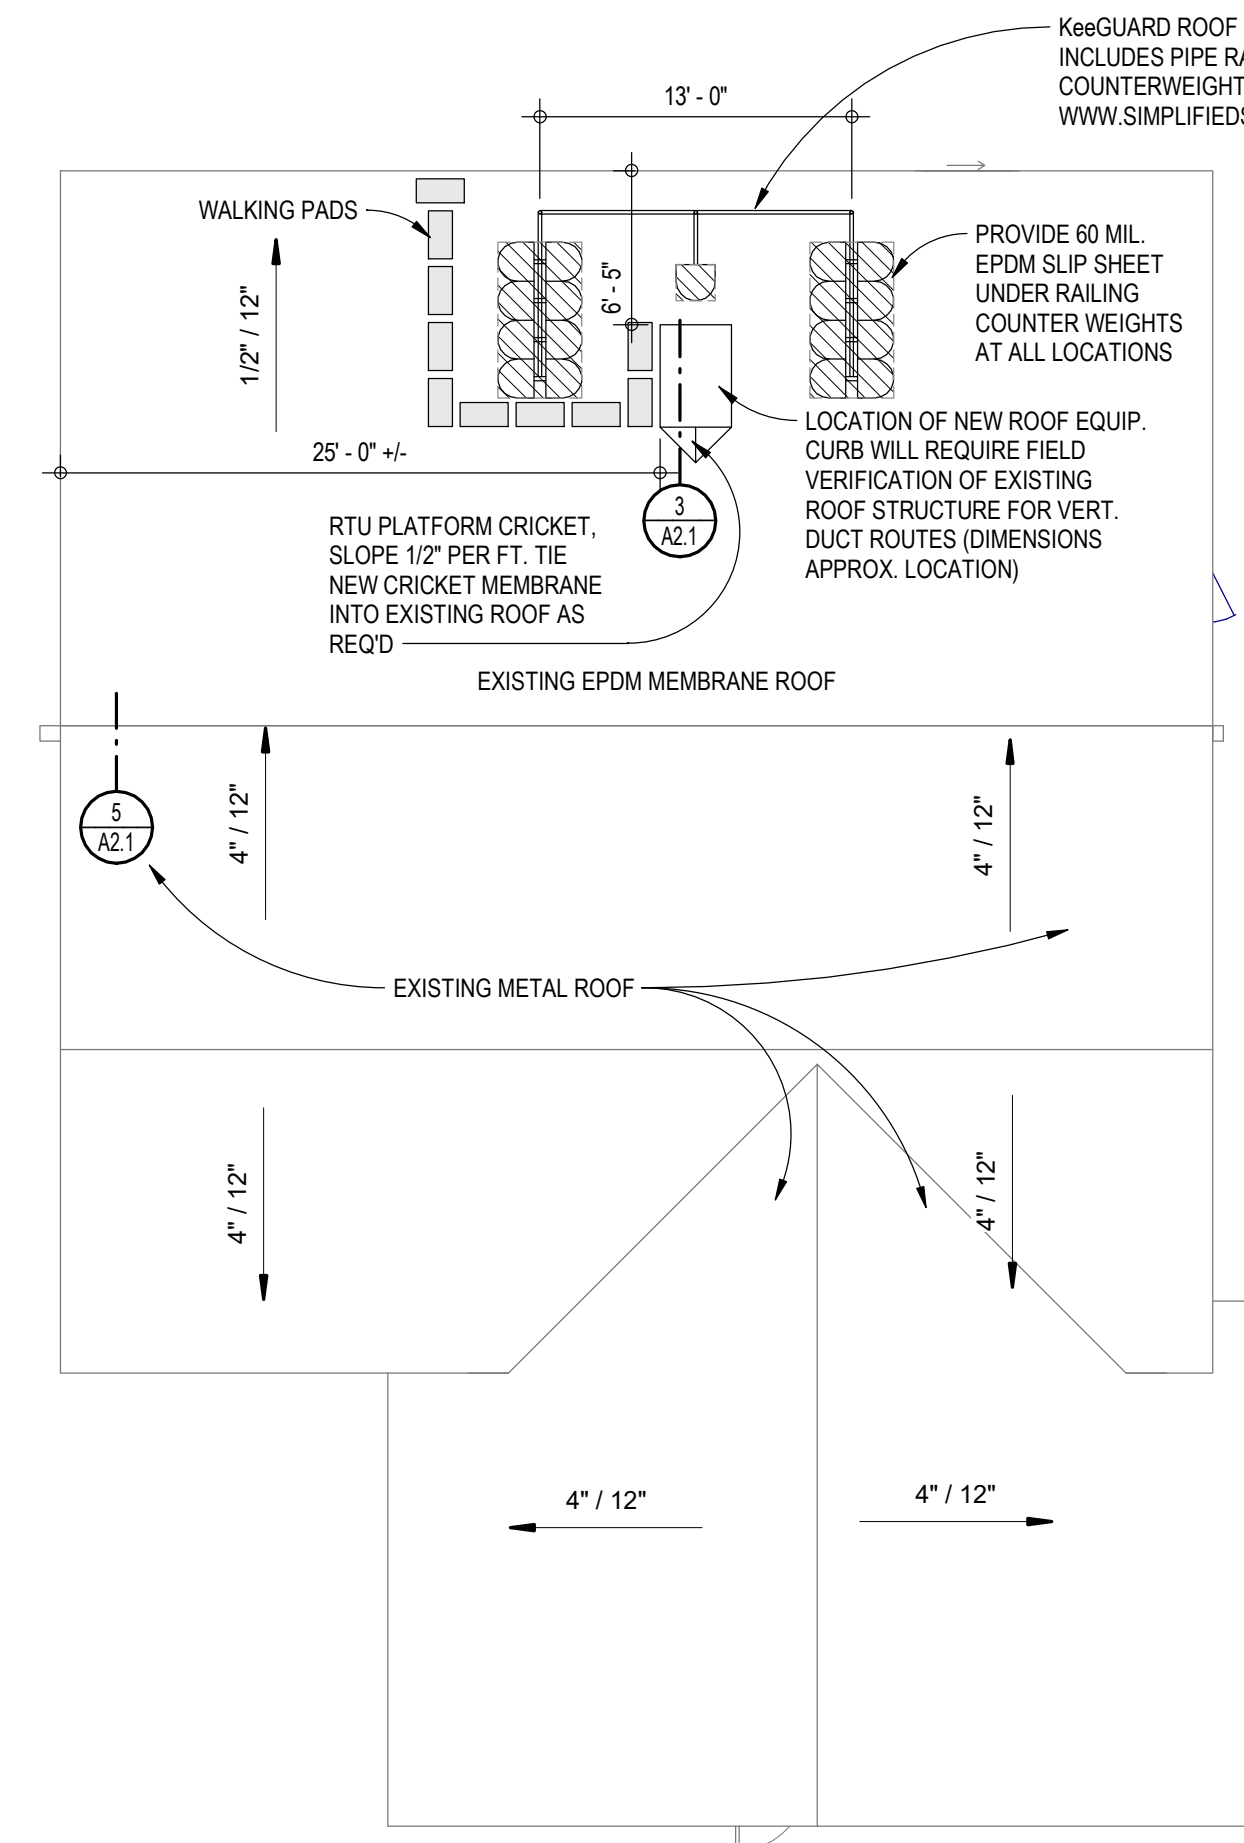 KeeGUARD ROOF
INCLUDES PIPE RA
COUNTERWEIGHT
WWW.SIMPLIFIEDS
13' - 0"
WALKING PADS
6' - 5"
1/2" / 12"
PROVIDE 60 MIL.
EPDM SLIP SHEET
UNDER RAILING
COUNTER WEIGHTS
AT ALL LOCATIONS
LOCATION OF NEW ROOF EQUIP.
CURB WILL REQUIRE FIELD
VERIFICATION OF EXISTING
ROOF STRUCTURE FOR VERT.
DUCT ROUTES (DIMENSIONS
APPROX. LOCATION)
25' - 0" +/-
3
A2.1
RTU PLATFORM CRICKET,
SLOPE 1/2" PER FT. TIE
NEW CRICKET MEMBRANE
INTO EXISTING ROOF AS
REQ'D
EXISTING EPDM MEMBRANE ROOF
5
A2.1
4" / 12"
4" / 12"
EXISTING METAL ROOF
4" / 12"
4" / 12"
4" / 12"
4" / 12"